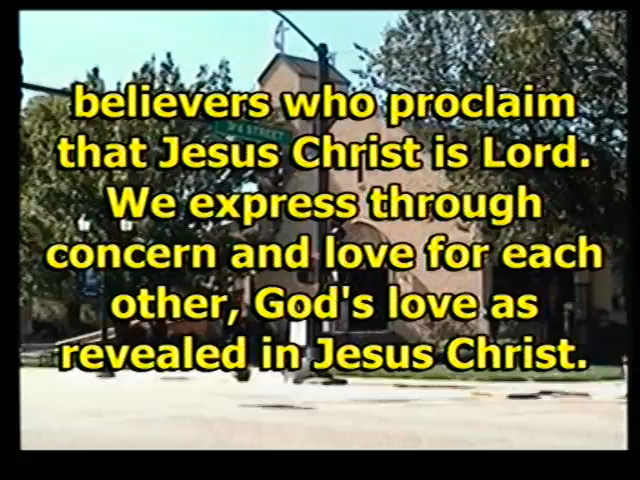 believers who proclaim
that Jesus Christ is Lord.
We express through
concern and love for each
other, God's love as
revealed in Jesus Christ.